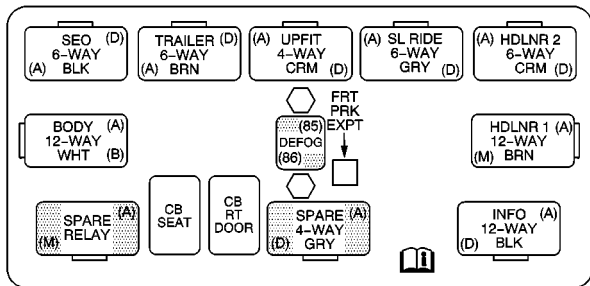 SEO (D)
6-WAY
(A) BLK
TRAILER (D)
6-WAY
(A) BRN
(A) UPFIT
4-WAY
CRM (D)
(A) SL RIDE
6-WAY
GRY (D)
(A) HDLNR 2
6-WAY
CRM (D)
BODY (A)
12-WAY
WHT (B)
(85)
DEFOG
(86)
FRT
PRK
EXPT
HDLNR 1 (A)
12-WAY
(M) BRN
SPARE (A)
(M) RELAY
CB
SEAT
CB
RT
DOOR
SPARE (A)
4-WAY
(D) GRY
INFO (A)
12-WAY
(D) BLK
i